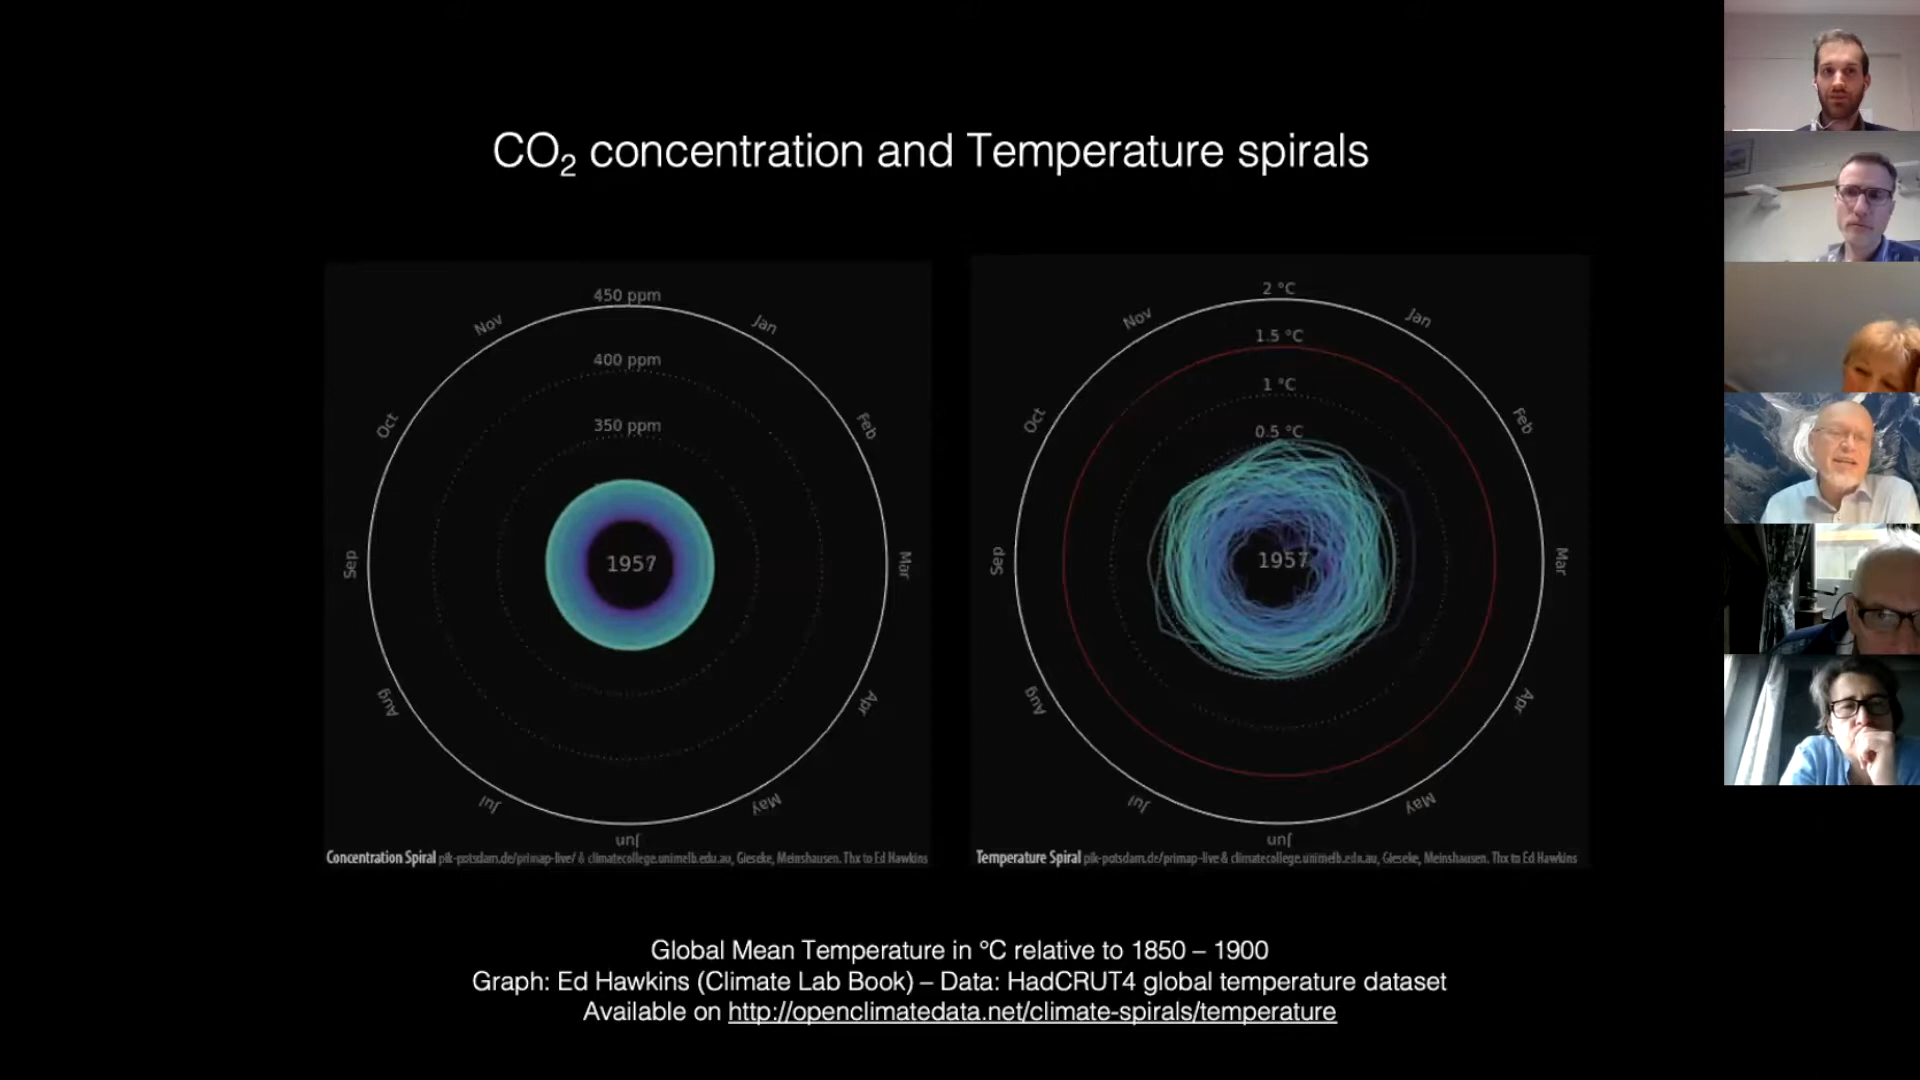 CO₂ concentration and Temperature spirals
450 ppm
400 ppm
350 ppm
Jan
Feb
Mar
Apr
May
Jun
Jul
Aug
Sep
Oct
Nov
1957
Concentration Spiral pik-potsdam.de/primap-live/ & climatecollege.unimelb.edu.au, Gieseke, Meinshausen. Thx to Ed Hawkins
2 °C
1.5 °C
1 °C
0.5 °C
Jan
Feb
Mar
Apr
May
Jun
Jul
Aug
Sep
Oct
Nov
1957
Temperature Spiral pik-potsdam.de/primap-live & climatecollege.unimelb.edu.au, Gieseke, Meinshausen. Thx to Ed Hawkins
Global Mean Temperature in °C relative to 1850 – 1900
Graph: Ed Hawkins (Climate Lab Book) – Data: HadCRUT4 global temperature dataset
Available on http://openclimatedata.net/climate-spirals/temperature